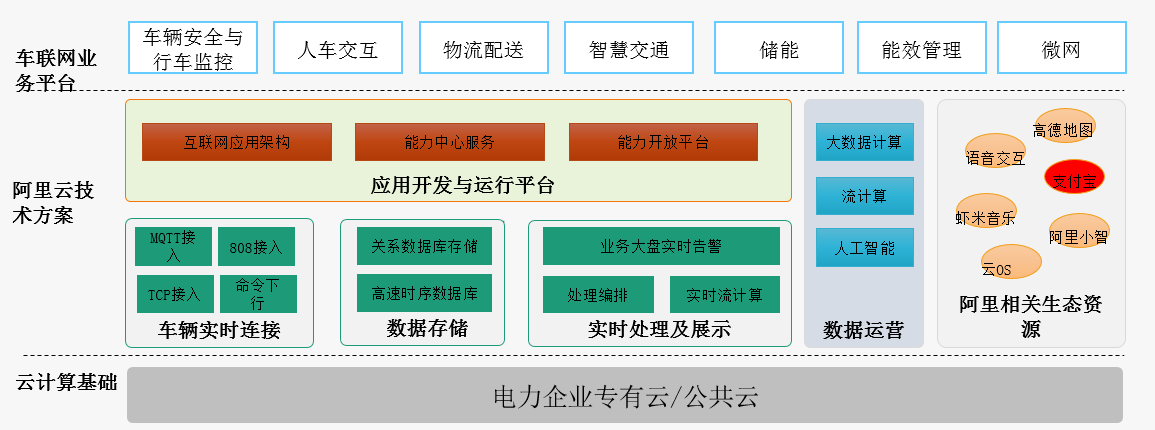 车联网业
务平台
车辆安全与
行车监控
人车交互
物流配送
智慧交通
储能
能效管理
微网
阿里云技
术方案
互联网应用架构
能力中心服务
能力开放平台
应用开发与运行平台
MQTT接
入
808接入
TCP接入
命令下
行
车辆实时连接
关系数据库存储
高速时序数据库
数据存储
业务大盘实时告警
处理编排
实时流计算
实时处理及展示
大数据计算
流计算
人工智能
数据运营
高德地图
语音交互
支付宝
虾米音乐
阿里小智
云OS
阿里相关生态资
源
云计算基础
电力企业专有云/公共云